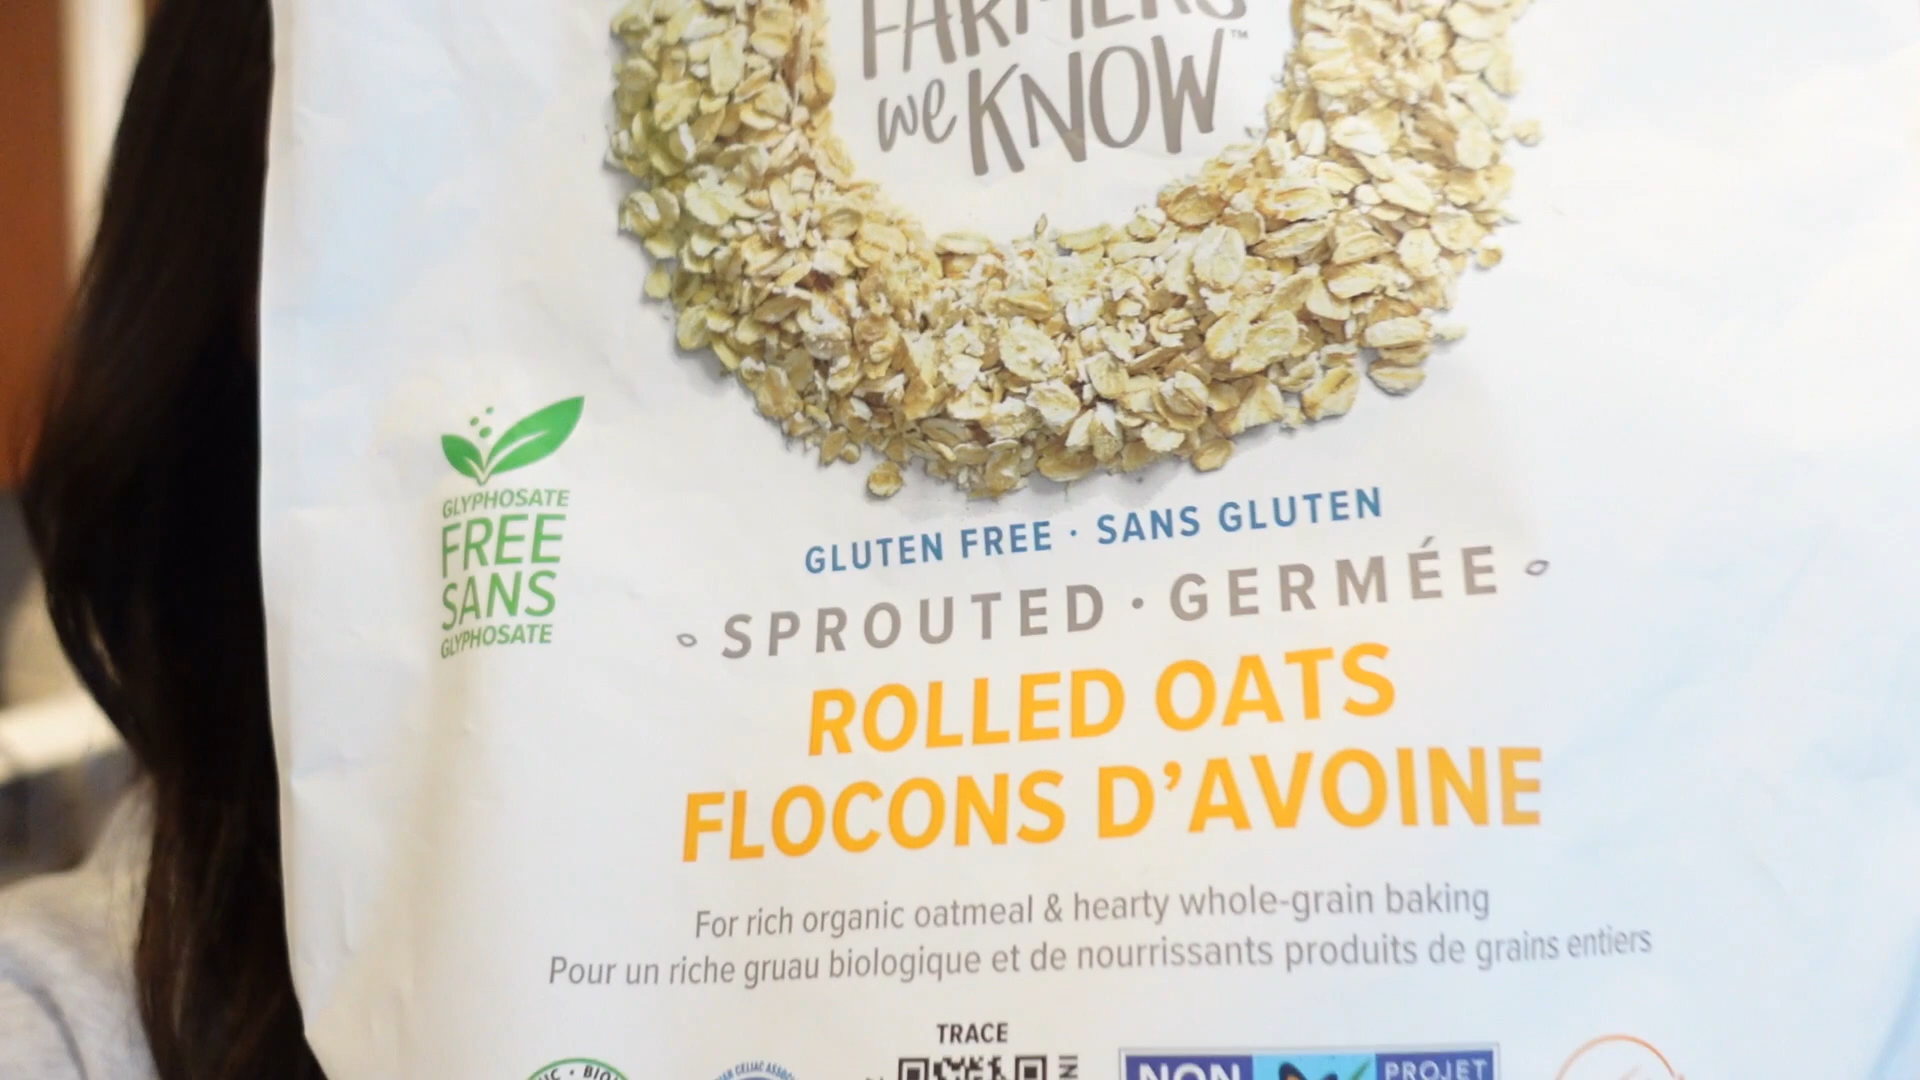 FARMERS
we KNOW™
GLYPHOSATE
FREE
SANS
GLYPHOSATE
GLUTEN FREE · SANS GLUTEN
SPROUTED · GERMÉE
ROLLED OATS
FLOCONS D'AVOINE
For rich organic oatmeal & hearty whole-grain baking
Pour un riche gruau biologique et de nourrissants produits de grains entiers
TRACE
NON
PROJET